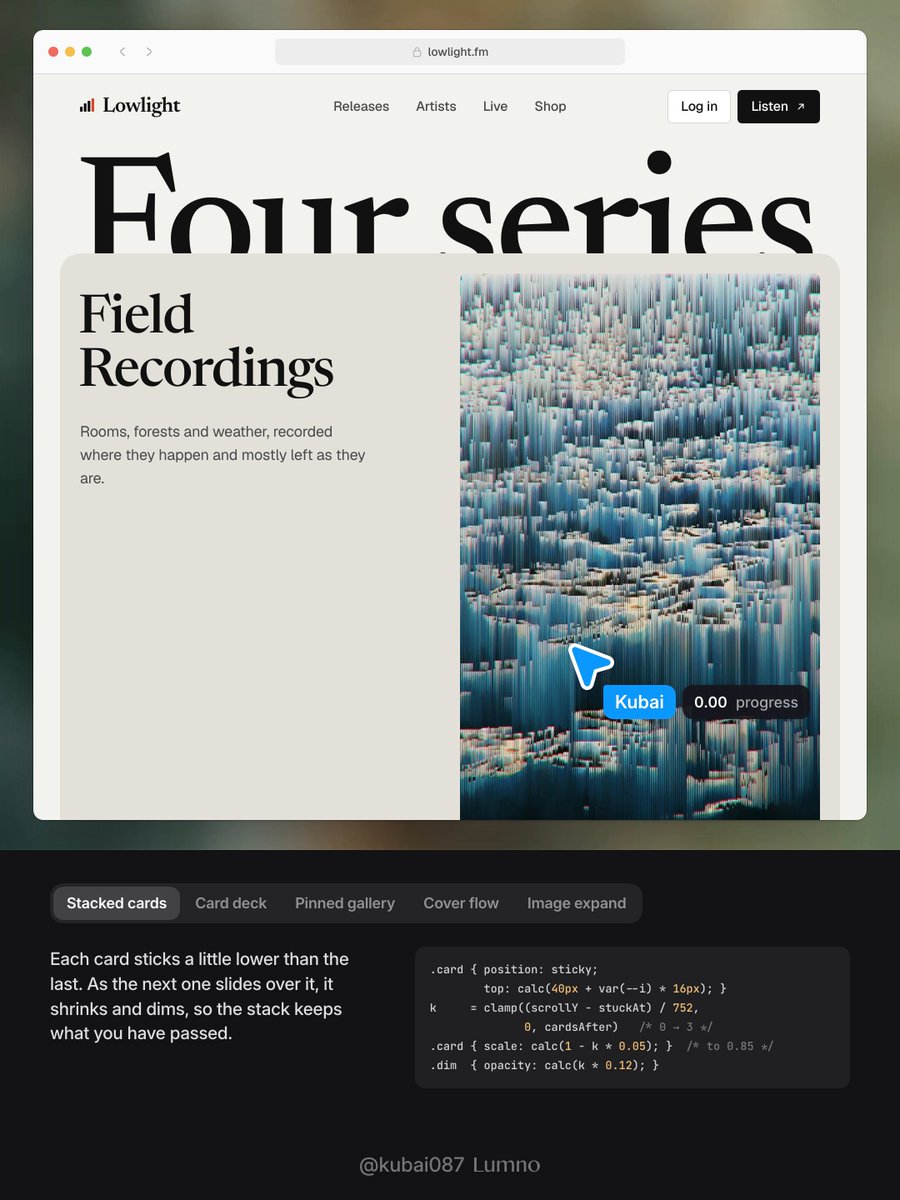 lowlight.fm
Lowlight
Releases
Artists
Live
Shop
Log in
Listen ↗
Four series
Field
Recordings
Rooms, forests and weather, recorded
where they happen and mostly left as they
are.
Kubai
0.00 progress
Stacked cards
Card deck
Pinned gallery
Cover flow
Image expand
Each card sticks a little lower than the
last. As the next one slides over it, it
shrinks and dims, so the stack keeps
what you have passed.
.card { position: sticky;
top: calc(40px + var(--i) * 16px); }
k = clamp((scrollY - stuckAt) / 752,
0, cardsAfter) /* 0 → 3 */
.card { scale: calc(1 - k * 0.05); } /* to 0.85 */
.dim { opacity: calc(k * 0.12); }
@kubai087 Lumno